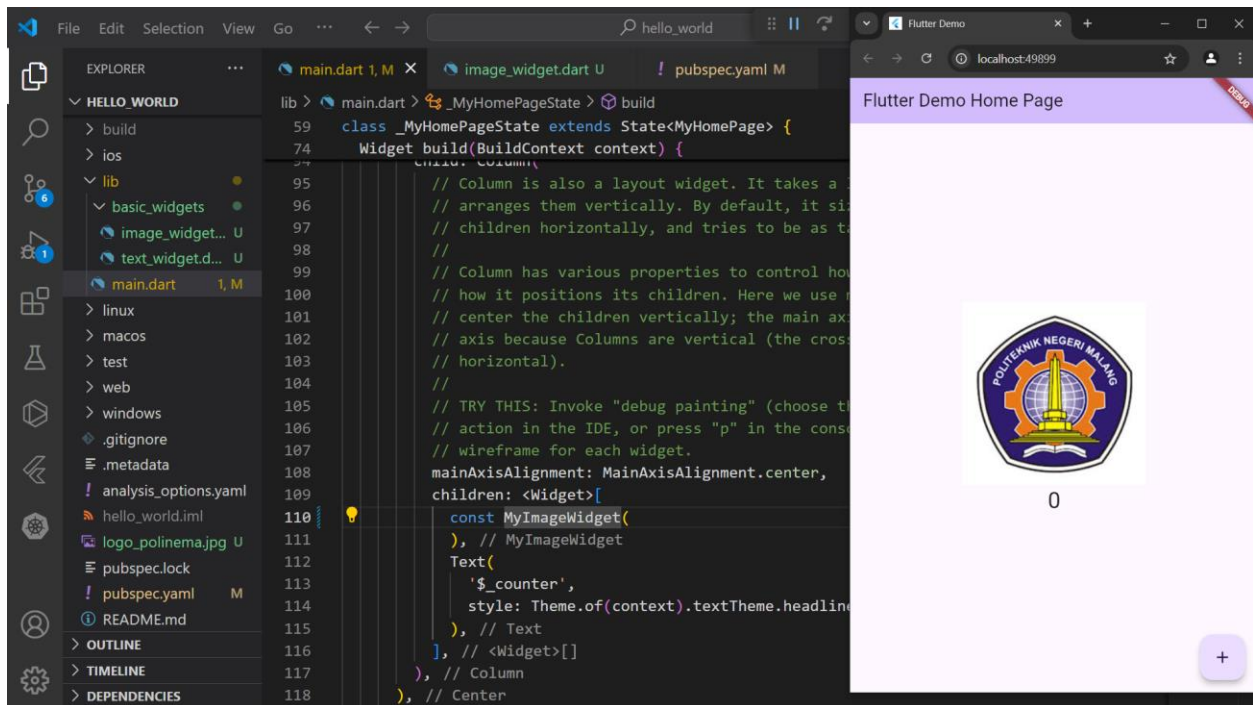 File Edit Selection View Go ··· hello_world
EXPLORER ···
HELLO_WORLD
build
ios
lib
basic_widgets
image_widget... U
text_widget.d... U
main.dart 1, M
linux
macos
test
web
windows
.gitignore
.metadata
analysis_options.yaml
hello_world.iml
logo_polinema.jpg U
pubspec.lock
pubspec.yaml M
README.md
OUTLINE
TIMELINE
DEPENDENCIES
6
1
main.dart 1, M image_widget.dart U pubspec.yaml M
lib > main.dart > _MyHomePageState > build
59 class _MyHomePageState extends State<MyHomePage> {
74 Widget build(BuildContext context) {
94 child: Column(
95 // Column is also a layout widget. It takes a
96 // arranges them vertically. By default, it si
97 // children horizontally, and tries to be as ta
98 //
99 // Column has various properties to control how
100 // how it positions its children. Here we use
101 // center the children vertically; the main axi
102 // axis because Columns are vertical (the cross
103 // horizontal).
104 //
105 // TRY THIS: Invoke "debug painting" (choose th
106 // action in the IDE, or press "p" in the conso
107 // wireframe for each widget.
108 mainAxisAlignment: MainAxisAlignment.center,
109 children: <Widget>[
110 const MyImageWidget(
111 ), // MyImageWidget
112 Text(
113 '$_counter',
114 style: Theme.of(context).textTheme.headline
115 ), // Text
116 ], // <Widget>[]
117 ), // Column
118 ), // Center
Flutter Demo
localhost:49899
Flutter Demo Home Page
DEBUG
POLITEKNIK NEGERI MALANG
0